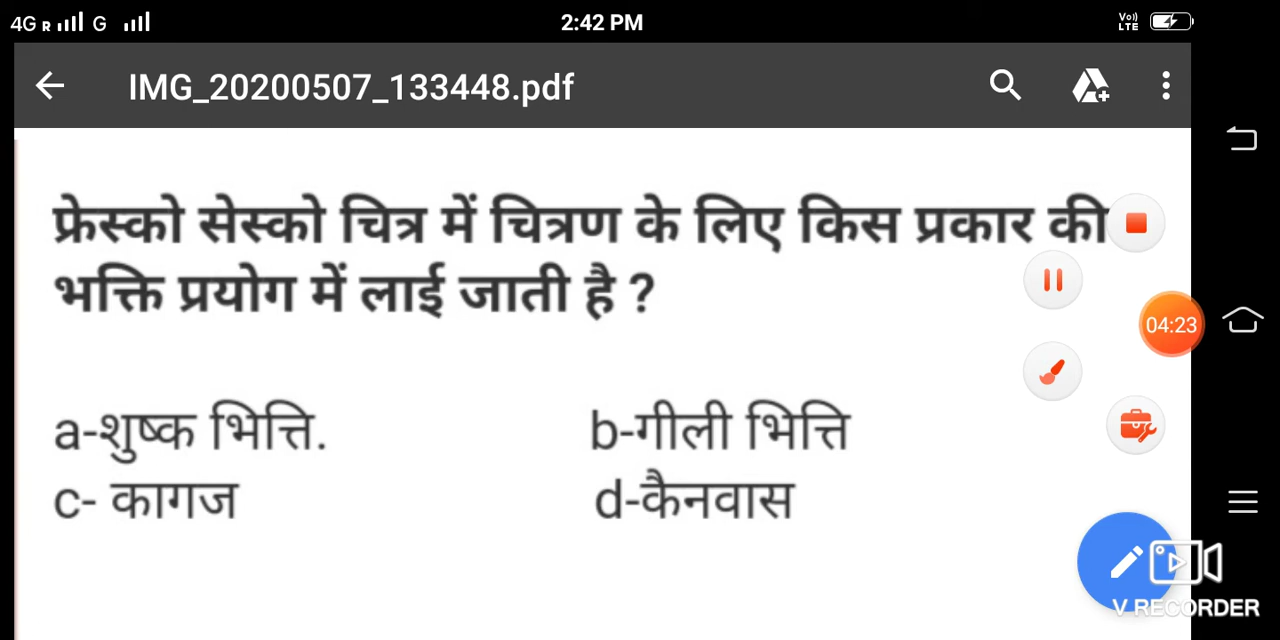 4G R G 2:42 PM Vo) LTE
IMG_20200507_133448.pdf
फ्रेस्को सेस्को चित्र में चित्रण के लिए किस प्रकार की
भक्ति प्रयोग में लाई जाती है ?
04:23
a-शुष्क भित्ति. b-गीली भित्ति
c- कागज d-कैनवास
V RECORDER